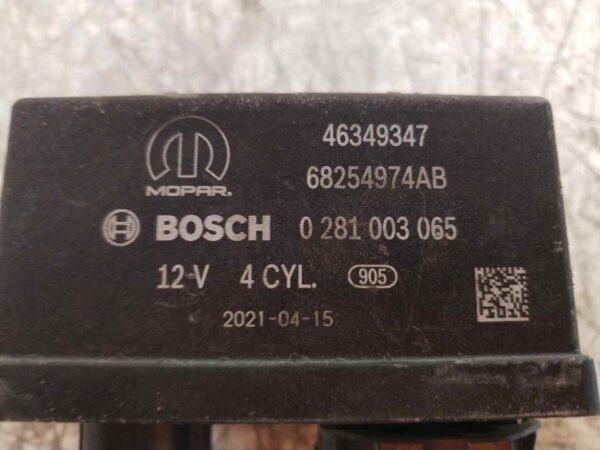 46349347
MOPAR. 68254974AB
BOSCH 0 281 003 065
12-V 4 CYL. 905
2021-04-15